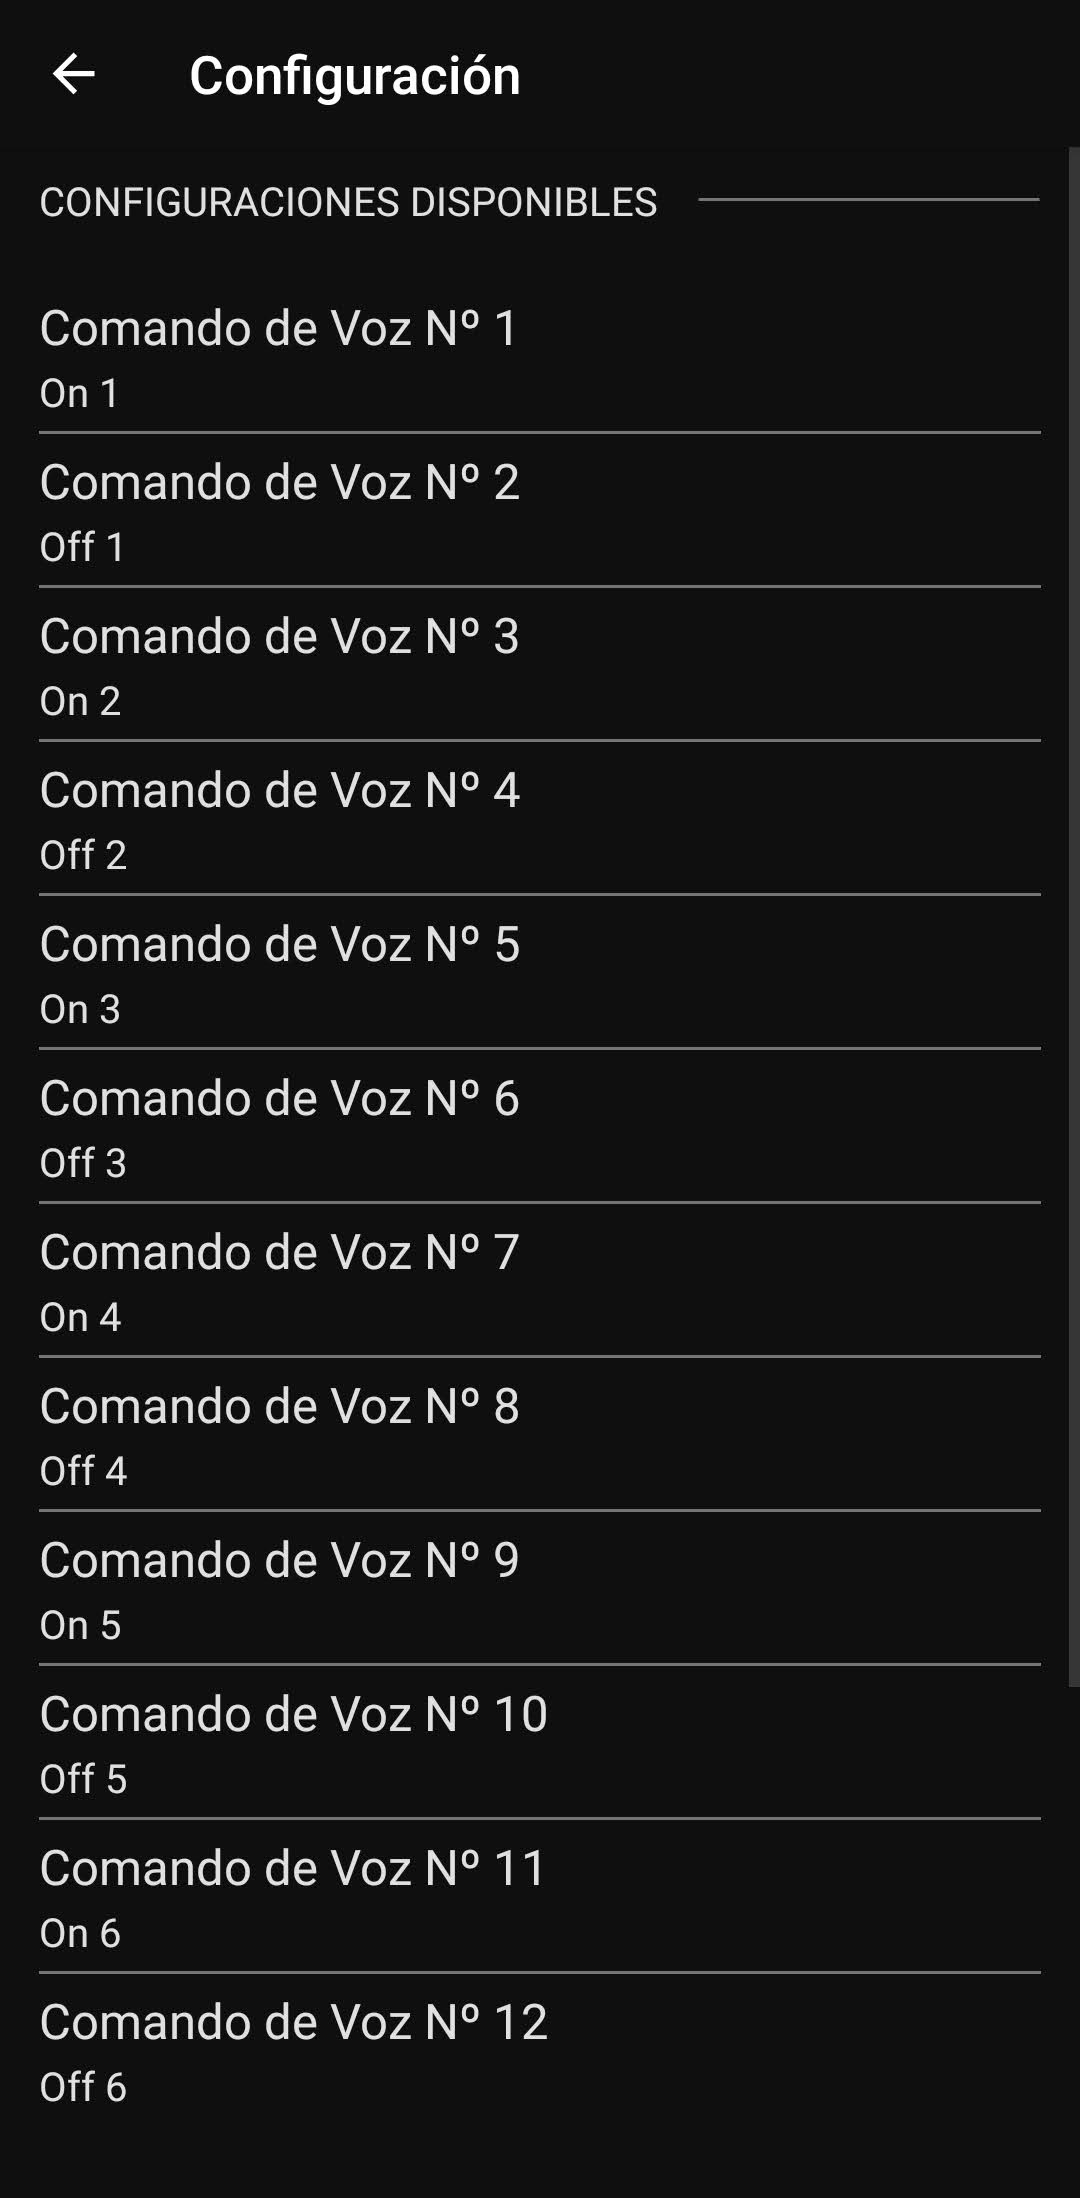 Configuración
CONFIGURACIONES DISPONIBLES
Comando de Voz Nº 1
On 1
Comando de Voz Nº 2
Off 1
Comando de Voz Nº 3
On 2
Comando de Voz Nº 4
Off 2
Comando de Voz Nº 5
On 3
Comando de Voz Nº 6
Off 3
Comando de Voz Nº 7
On 4
Comando de Voz Nº 8
Off 4
Comando de Voz Nº 9
On 5
Comando de Voz Nº 10
Off 5
Comando de Voz Nº 11
On 6
Comando de Voz Nº 12
Off 6